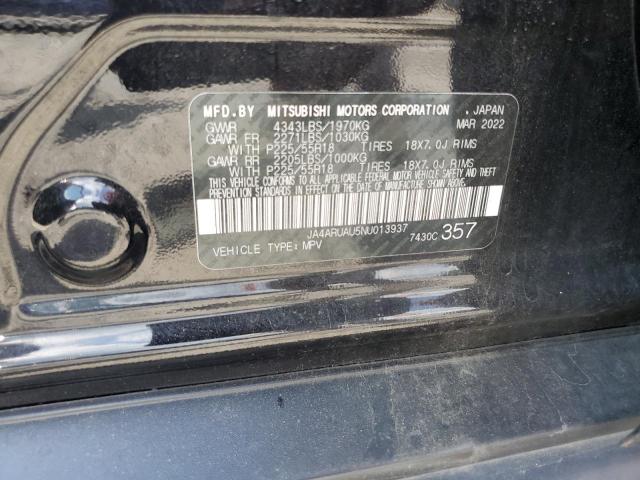 MFD.BY MITSUBISHI MOTORS CORPORATION . JAPAN
GVWR 4343LBS/1970KG MAR 2022
GAWR FR 2271LBS/1030KG
WITH P225/55R18 TIRES 18X7.0J RIMS
GAWR RR 2205LBS/1000KG
WITH P225/55R18 TIRES 18X7.0J RIMS
THIS VEHICLE CONFORMS TO ALL APPLICABLE FEDERAL MOTOR VEHICLE SAFETY AND THEFT
PREVENTION STANDARDS IN EFFECT ON THE DATE OF MANUFACTURE SHOWN ABOVE.
JA4ARUAU5NU013937
7430C 357
VEHICLE TYPE: MPV